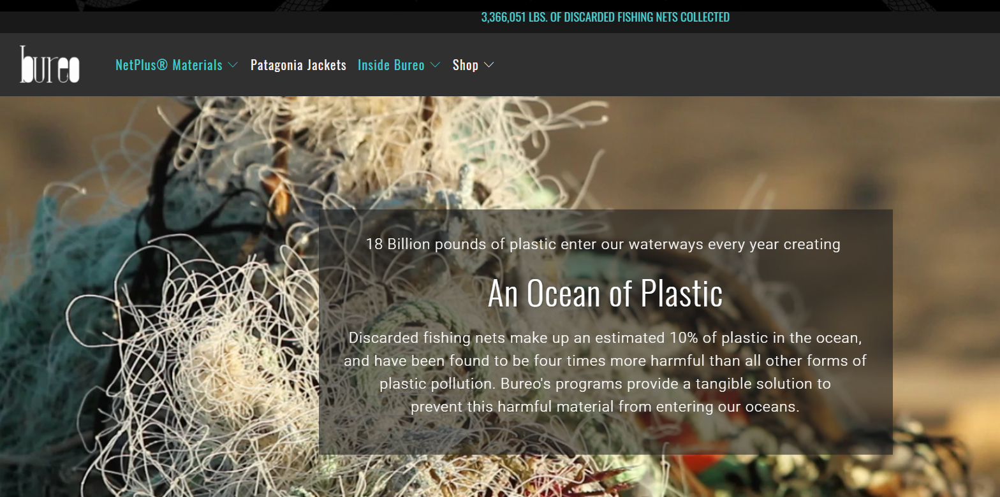 3,366,051 LBS. OF DISCARDED FISHING NETS COLLECTED
bureo
NetPlus® Materials
Patagonia Jackets
Inside Bureo
Shop
18 Billion pounds of plastic enter our waterways every year creating
An Ocean of Plastic
Discarded fishing nets make up an estimated 10% of plastic in the ocean,
and have been found to be four times more harmful than all other forms of
plastic pollution. Bureo's programs provide a tangible solution to
prevent this harmful material from entering our oceans.